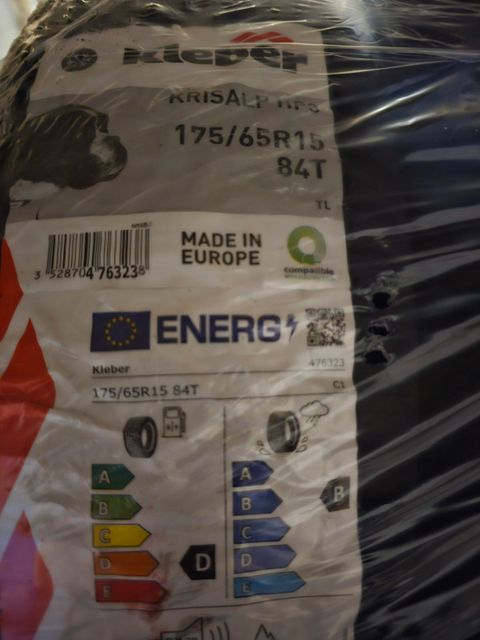 Kleber
KRISALP HP3
175/65R15
84T
TL
MADE IN
EUROPE
3 528704 763238
compatible
ENERG
Kleber
476323
175/65R15 84T
C1
A
B
C
D
E
D
A
B
C
D
E
B